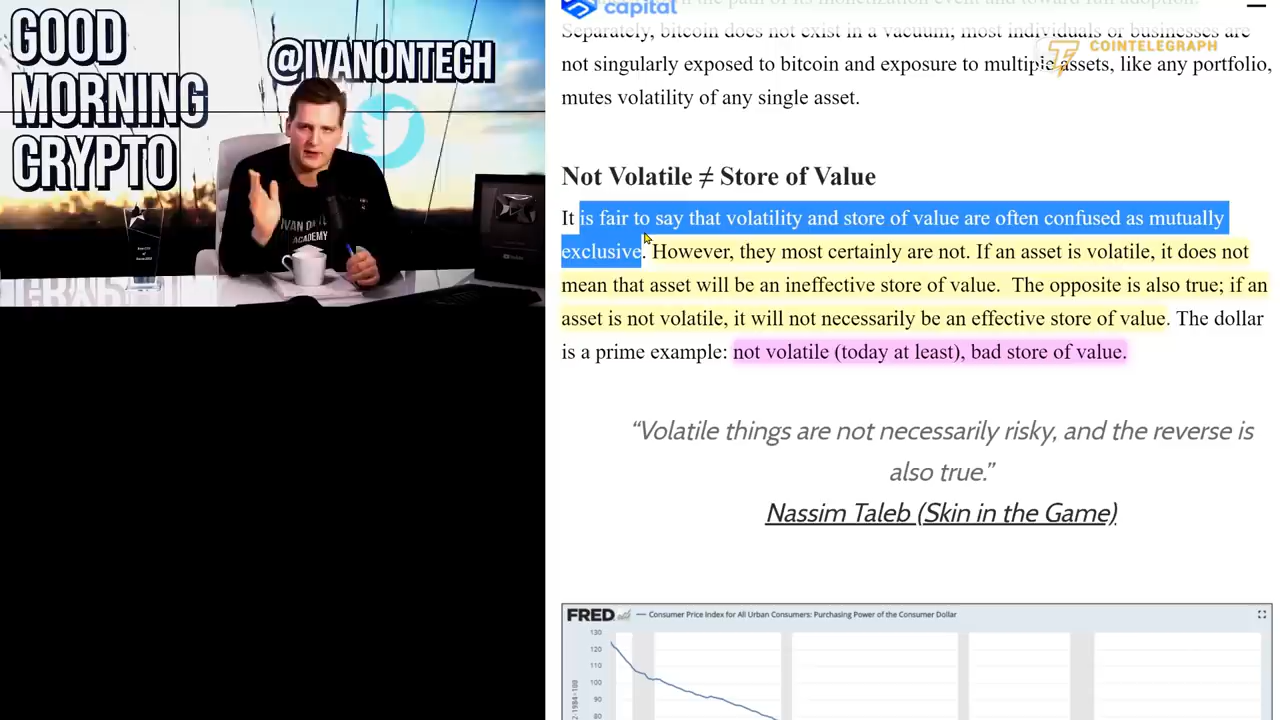 GOOD
MORNING
CRYPTO
@IVANONTECH
IVAN ON
ACADEMY
capital
COINTELEGRAPH
Separately, bitcoin does not exist in a vacuum; most individuals or businesses are
not singularly exposed to bitcoin and exposure to multiple assets, like any portfolio,
mutes volatility of any single asset.
Not Volatile ≠ Store of Value
It is fair to say that volatility and store of value are often confused as mutually
exclusive. However, they most certainly are not. If an asset is volatile, it does not
mean that asset will be an ineffective store of value. The opposite is also true; if an
asset is not volatile, it will not necessarily be an effective store of value. The dollar
is a prime example: not volatile (today at least), bad store of value.
“Volatile things are not necessarily risky, and the reverse is
also true.”
Nassim Taleb (Skin in the Game)
FRED — Consumer Price Index for All Urban Consumers: Purchasing Power of the Consumer Dollar
130
120
110
100
90
80